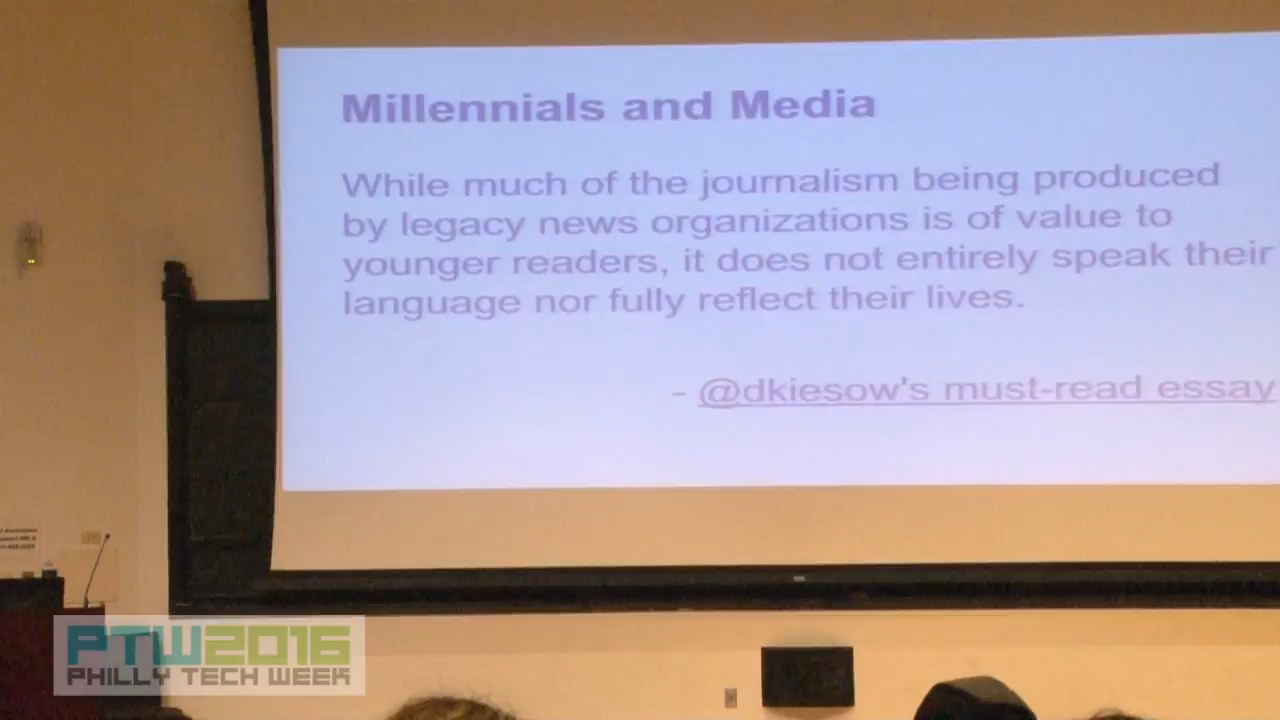 Millennials and Media
While much of the journalism being produced
by legacy news organizations is of value to
younger readers, it does not entirely speak their
language nor fully reflect their lives.
- @dkiesow's must-read essay
PTW2016
PHILLY TECH WEEK